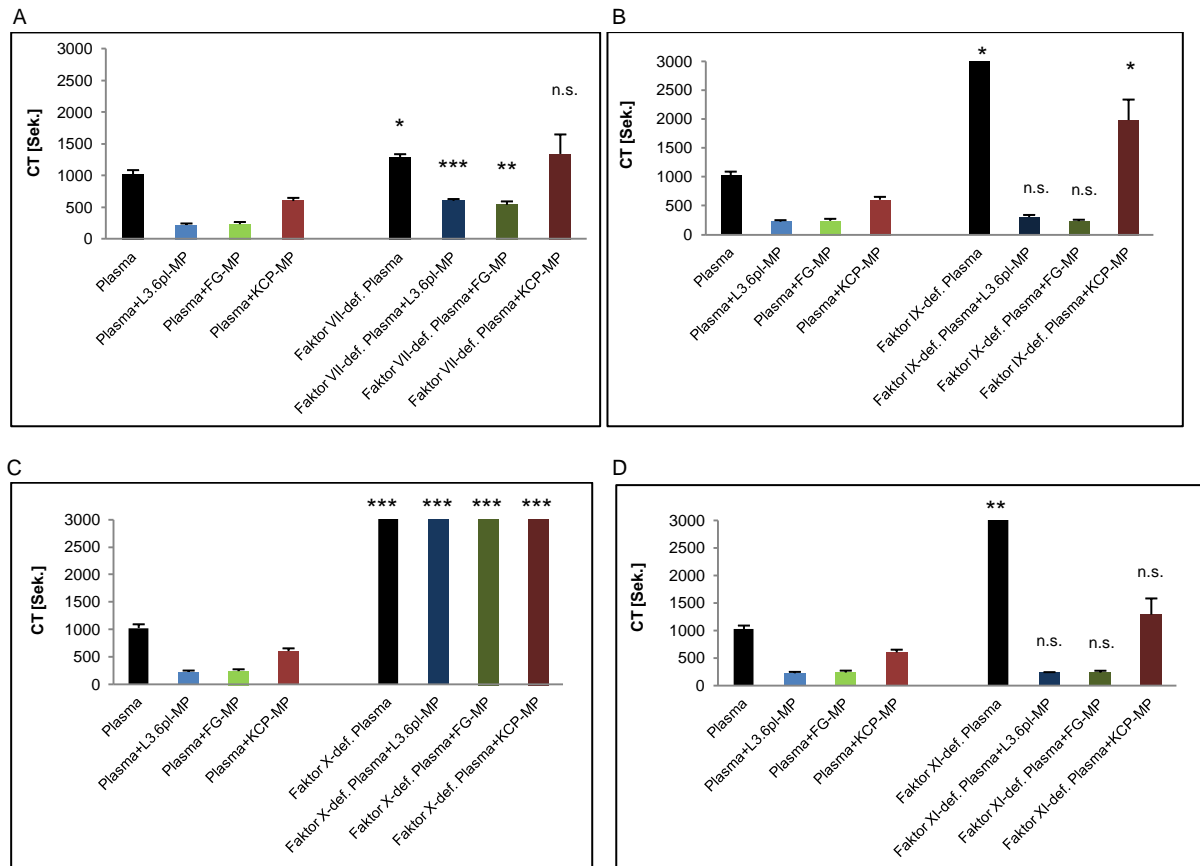 A
3000
2500
2000
1500
1000
500
0
CT [Sek.]
*
***
**
n.s.
Plasma
Plasma+L3.6pl-MP
Plasma+FG-MP
Plasma+KCP-MP
Faktor VII-def. Plasma
Faktor VII-def. Plasma+L3.6pl-MP
Faktor VII-def. Plasma+FG-MP
Faktor VII-def. Plasma+KCP-MP
B
3000
2500
2000
1500
1000
500
0
CT [Sek.]
*
n.s.
n.s.
*
Plasma
Plasma+L3.6pl-MP
Plasma+FG-MP
Plasma+KCP-MP
Faktor IX-def. Plasma
Faktor IX-def. Plasma+L3.6pl-MP
Faktor IX-def. Plasma+FG-MP
Faktor IX-def. Plasma+KCP-MP
C
3000
2500
2000
1500
1000
500
0
CT [Sek.]
***
***
***
***
Plasma
Plasma+L3.6pl-MP
Plasma+FG-MP
Plasma+KCP-MP
Faktor X-def. Plasma
Faktor X-def. Plasma+L3.6pl-MP
Faktor X-def. Plasma+FG-MP
Faktor X-def. Plasma+KCP-MP
D
3000
2500
2000
1500
1000
500
0
CT [Sek.]
**
n.s.
n.s.
n.s.
Plasma
Plasma+L3.6pl-MP
Plasma+FG-MP
Plasma+KCP-MP
Faktor XI-def. Plasma
Faktor XI-def. Plasma+L3.6pl-MP
Faktor XI-def. Plasma+FG-MP
Faktor XI-def. Plasma+KCP-MP